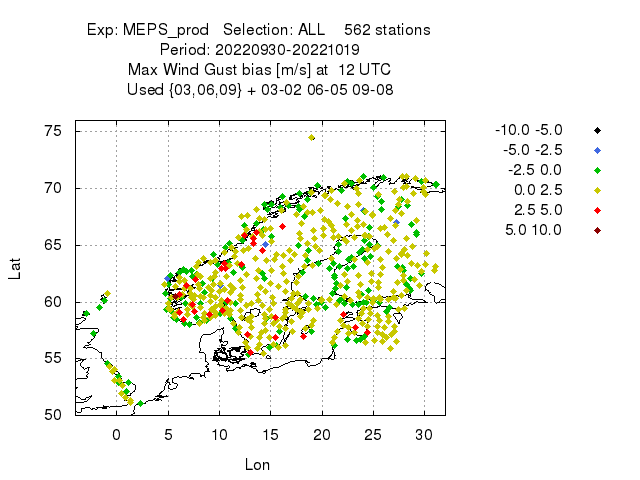 Exp: MEPS_prod   Selection: ALL    562 stations
Period: 20220930-20221019
Max Wind Gust bias [m/s] at  12 UTC
Used {03,06,09} + 03-02 06-05 09-08
-10.0 -5.0
-5.0 -2.5
-2.5 0.0
0.0 2.5
2.5 5.0
5.0 10.0
75
70
65
60
55
50
Lat
0 5 10 15 20 25 30
Lon